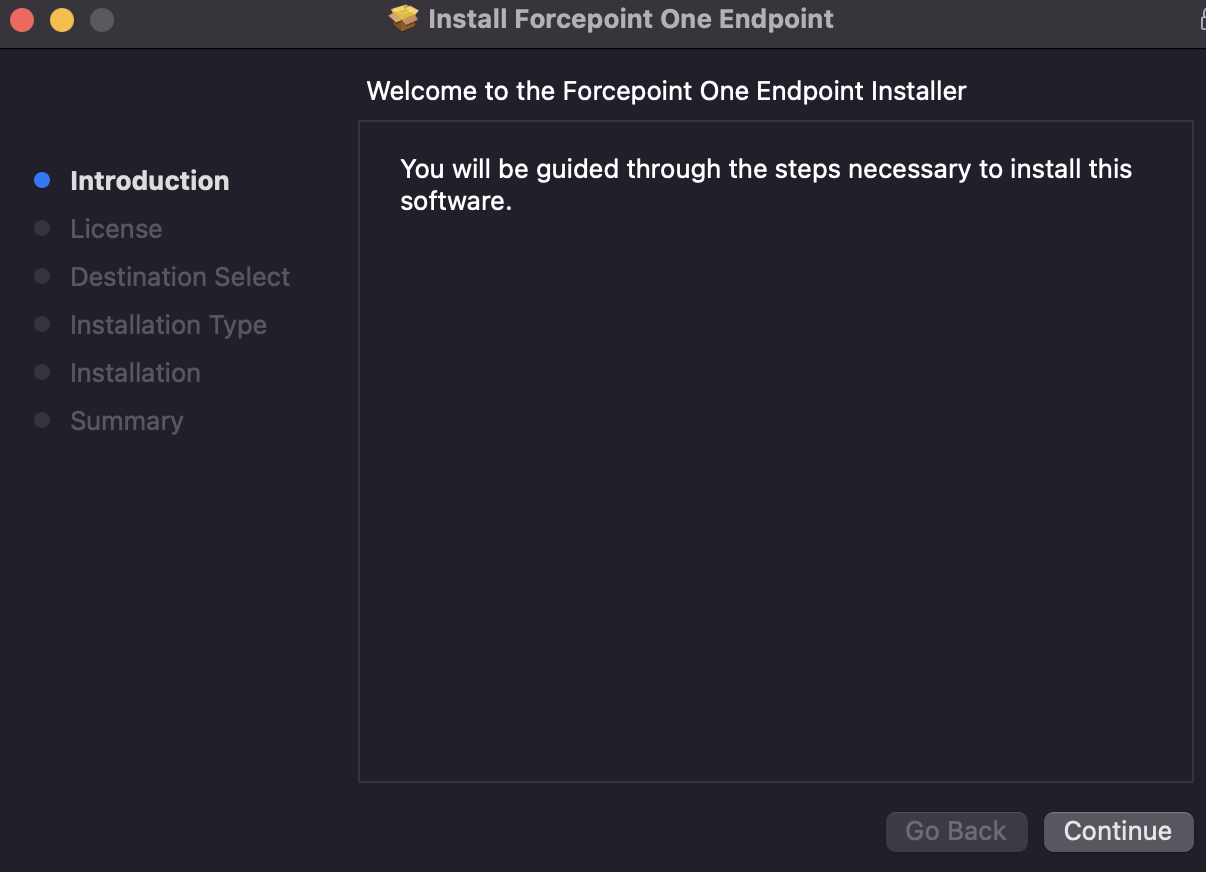 Install Forcepoint One Endpoint
Welcome to the Forcepoint One Endpoint Installer
Introduction
License
Destination Select
Installation Type
Installation
Summary
You will be guided through the steps necessary to install this
software.
Go Back
Continue